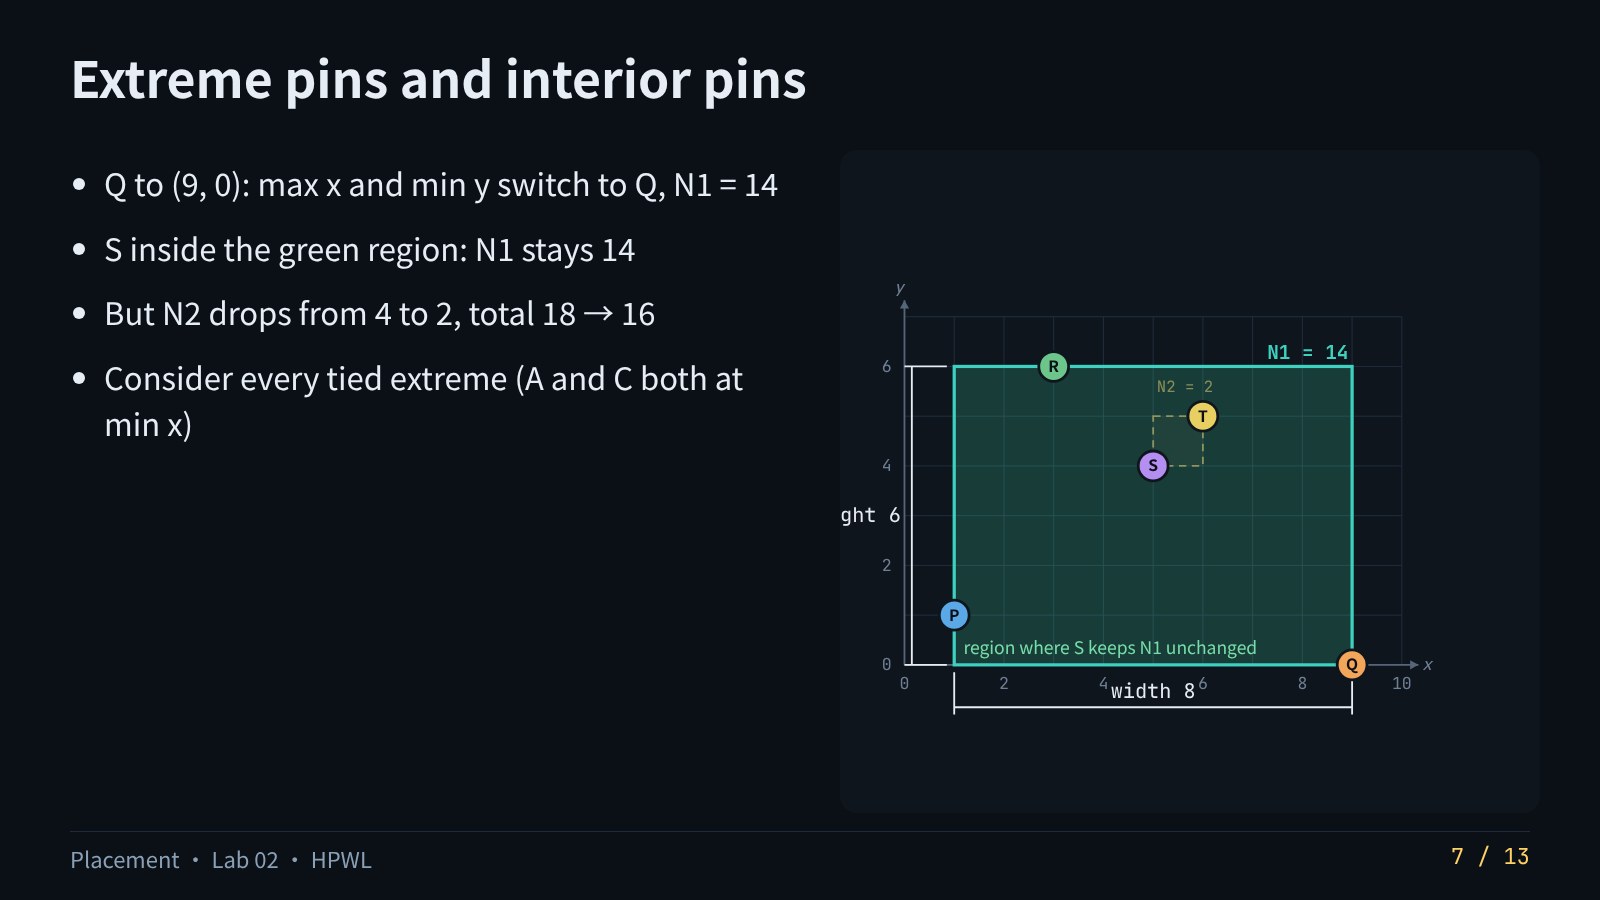 Extreme pins and interior pins
• Q to (9, 0): max x and min y switch to Q, N1 = 14
• S inside the green region: N1 stays 14
• But N2 drops from 4 to 2, total 18 → 16
• Consider every tied extreme (A and C both at
min x)
y
N1 = 14
6
R
N2 = 2
T
4
S
ght 6
2
P
region where S keeps N1 unchanged
0
Q
x
0 2 4 6 8 10
width 8
Placement • Lab 02 • HPWL
7 / 13